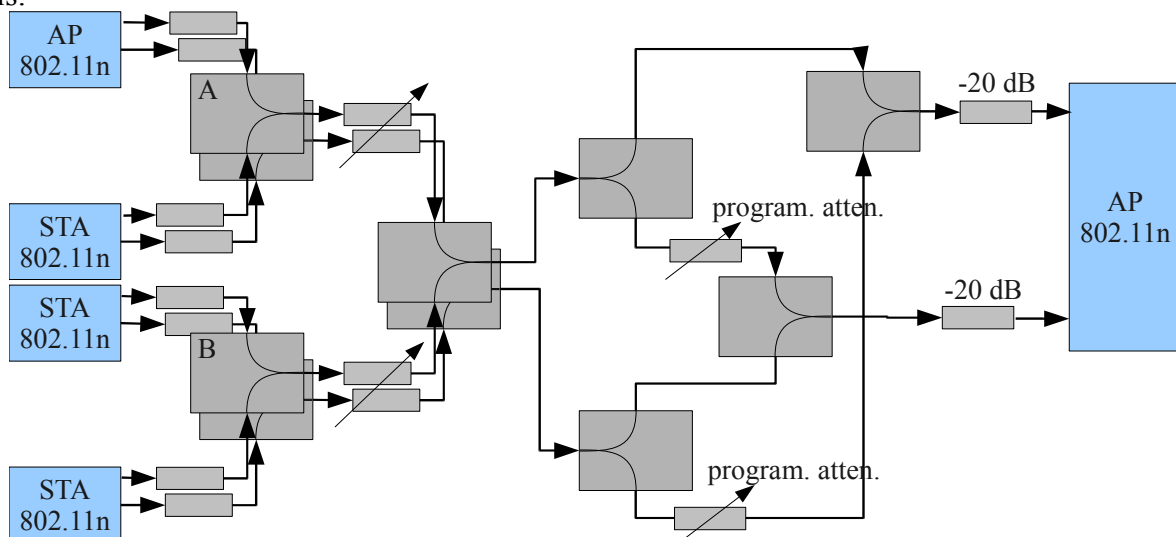 ns.
AP
802.11n
A
STA
802.11n
STA
802.11n
B
STA
802.11n
program. atten.
program. atten.
-20 dB
-20 dB
AP
802.11n